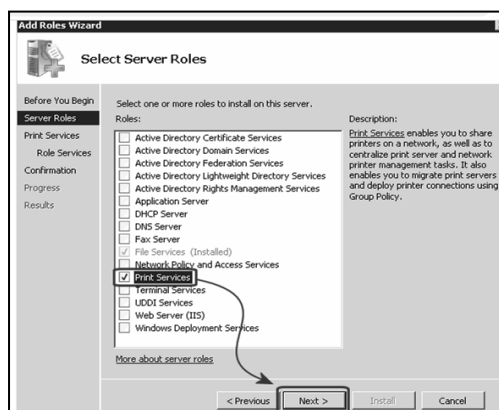 Add Roles Wizard
Select Server Roles
Before You Begin
Server Roles
Print Services
Role Services
Confirmation
Progress
Results
Select one or more roles to install on this server.
Roles:
Active Directory Certificate Services
Active Directory Domain Services
Active Directory Federation Services
Active Directory Lightweight Directory Services
Active Directory Rights Management Services
Application Server
DHCP Server
DNS Server
Fax Server
File Services (Installed)
Network Policy and Access Services
Print Services
Terminal Services
UDDI Services
Web Server (IIS)
Windows Deployment Services
More about server roles
Description:
Print Services enables you to share
printers on a network, as well as to
centralize print server and network
printer management tasks. It also
enables you to migrate print servers
and deploy printer connections using
Group Policy.
< Previous
Next >
Install
Cancel